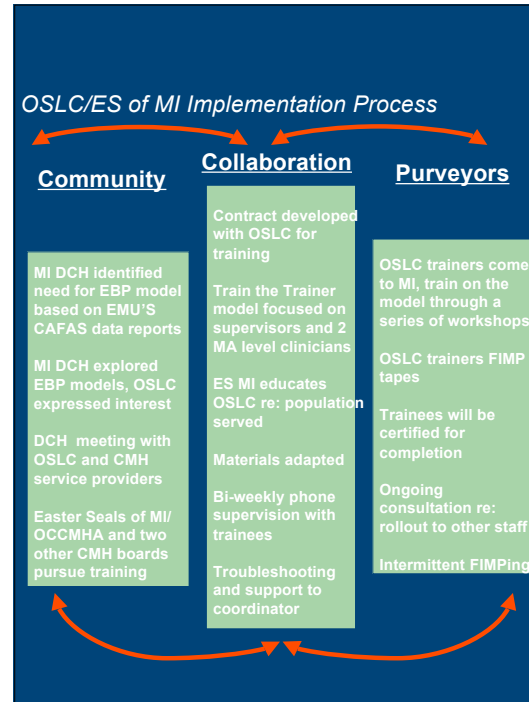 OSLC/ES of MI Implementation Process
Community
MI DCH identified
need for EBP model
based on EMU'S
CAFAS data reports
MI DCH explored
EBP models, OSLC
expressed interest
DCH meeting with
OSLC and CMH
service providers
Easter Seals of MI/
OCCMHA and two
other CMH boards
pursue training
Collaboration
Contract developed
with OSLC for
training
Train the Trainer
model focused on
supervisors and 2
MA level clinicians
ES MI educates
OSLC re: population
served
Materials adapted
Bi-weekly phone
supervision with
trainees
Troubleshooting
and support to
coordinator
Purveyors
OSLC trainers come
to MI, train on the
model through a
series of workshops
OSLC trainers FIMP
tapes
Trainees will be
certified for
completion
Ongoing
consultation re:
rollout to other staff
Intermittent FIMPing